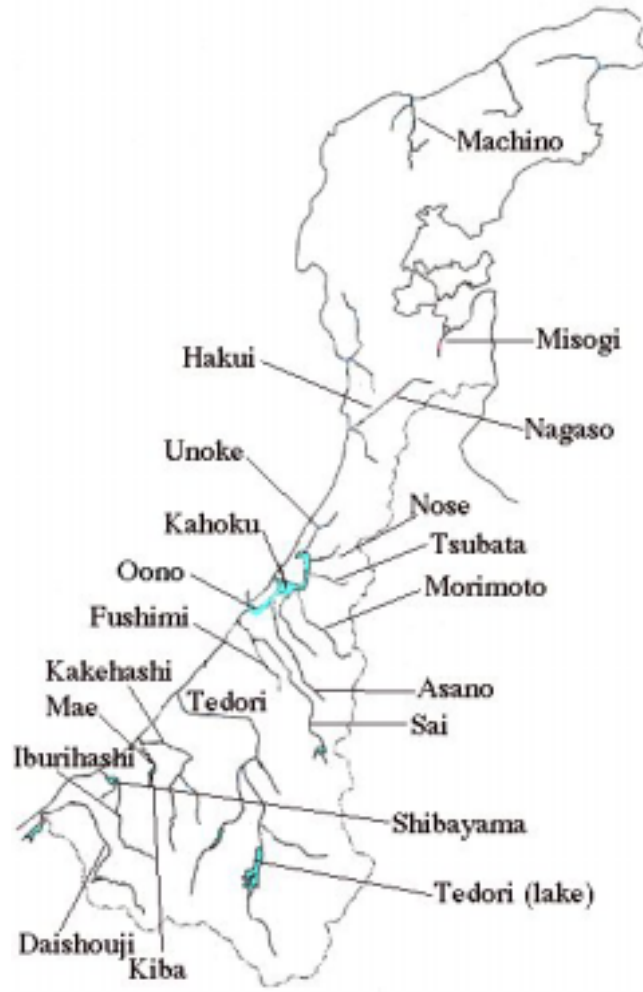 Machino
Misogi
Hakui
Nagaso
Unoke
Nose
Kahoku
Tsubata
Oono
Morimoto
Fushimi
Kakehashi
Tedori
Asano
Mae
Sai
Iburihashi
Shibayama
Tedori (lake)
Daishouji
Kiba